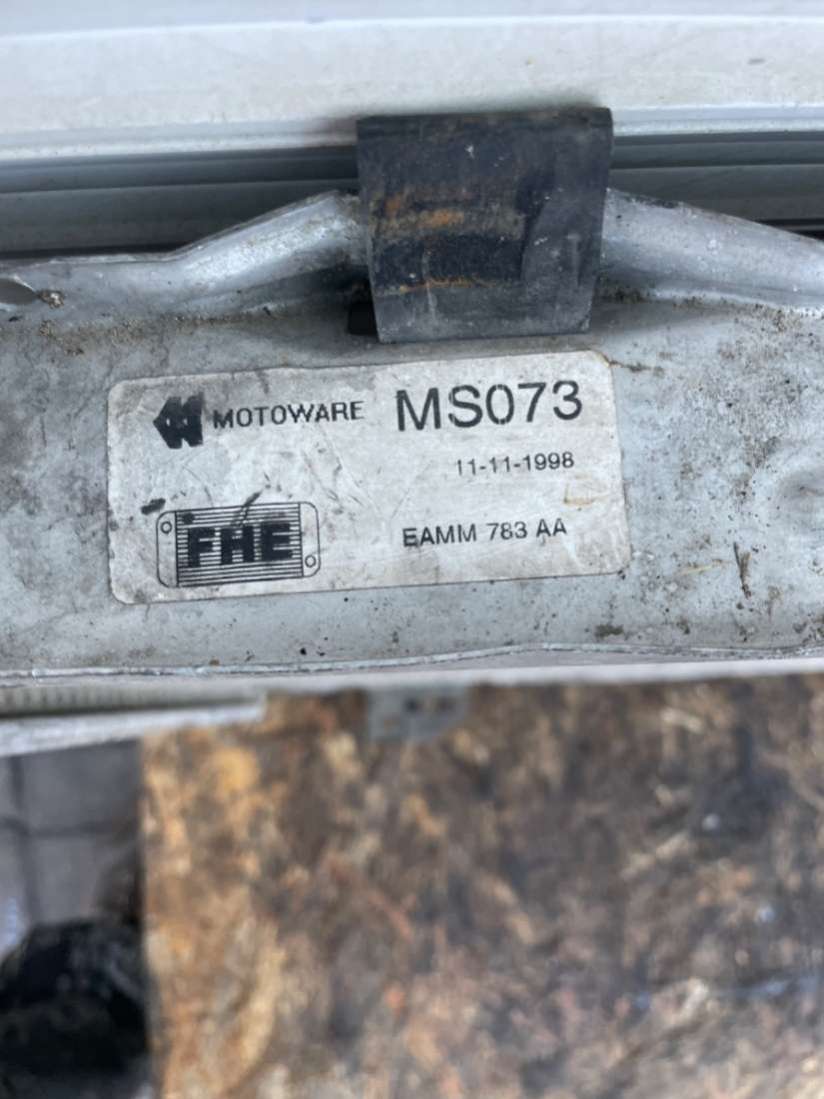 MOTOWARE MS073
11-11-1998
FHE EAMM 783 AA